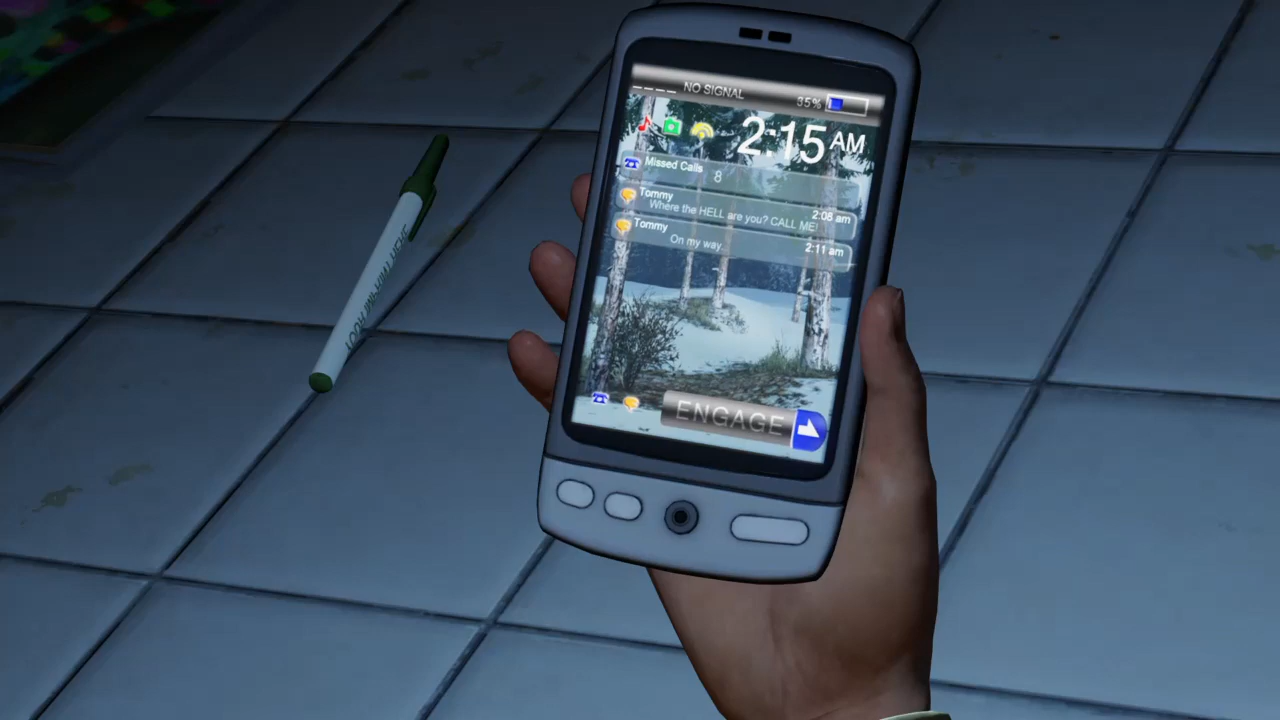 NO SIGNAL
35%
2:15 AM
Missed Calls 8
Tommy
2:08 am
Where the HELL are you? CALL ME!
Tommy
2:11 am
On my way
ENGAGE